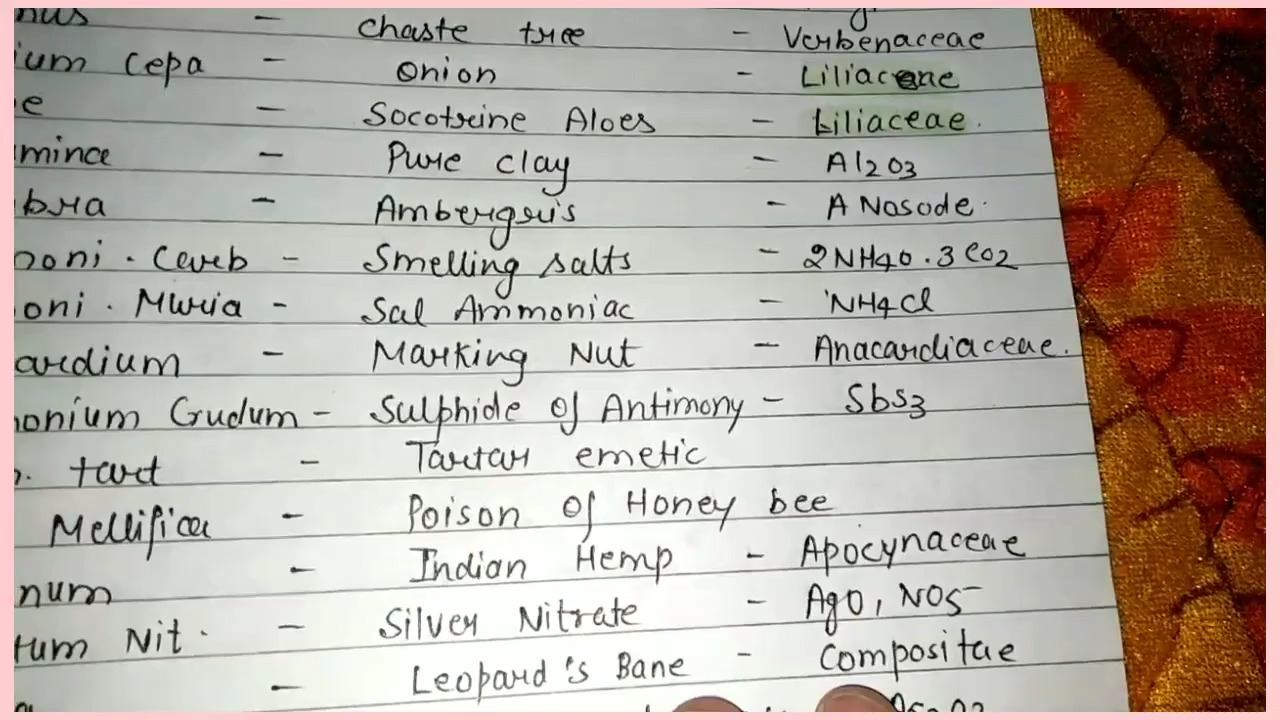 nus - chaste tree - Verbenaceae
ium Cepa - Onion - Liliaceae
e - Socotrine Aloes - Liliaceae.
mina - Pure clay - Al2O3
bra - Ambergris - A Nosode.
oni. Carb - Smelling salts - 2NH4O.3CO2
oni. Muria - Sal Ammoniac - NH4Cl
ardium - Marking Nut - Anacardiaceae.
onium Crudum - Sulphide of Antimony - SbS3
. tart - Tartar emetic
Mellifica - Poison of Honey bee
num - Indian Hemp - Apocynaceae
tum Nit. - Silver Nitrate - AgO, NO5-
- Leopard's Bane - Compositae